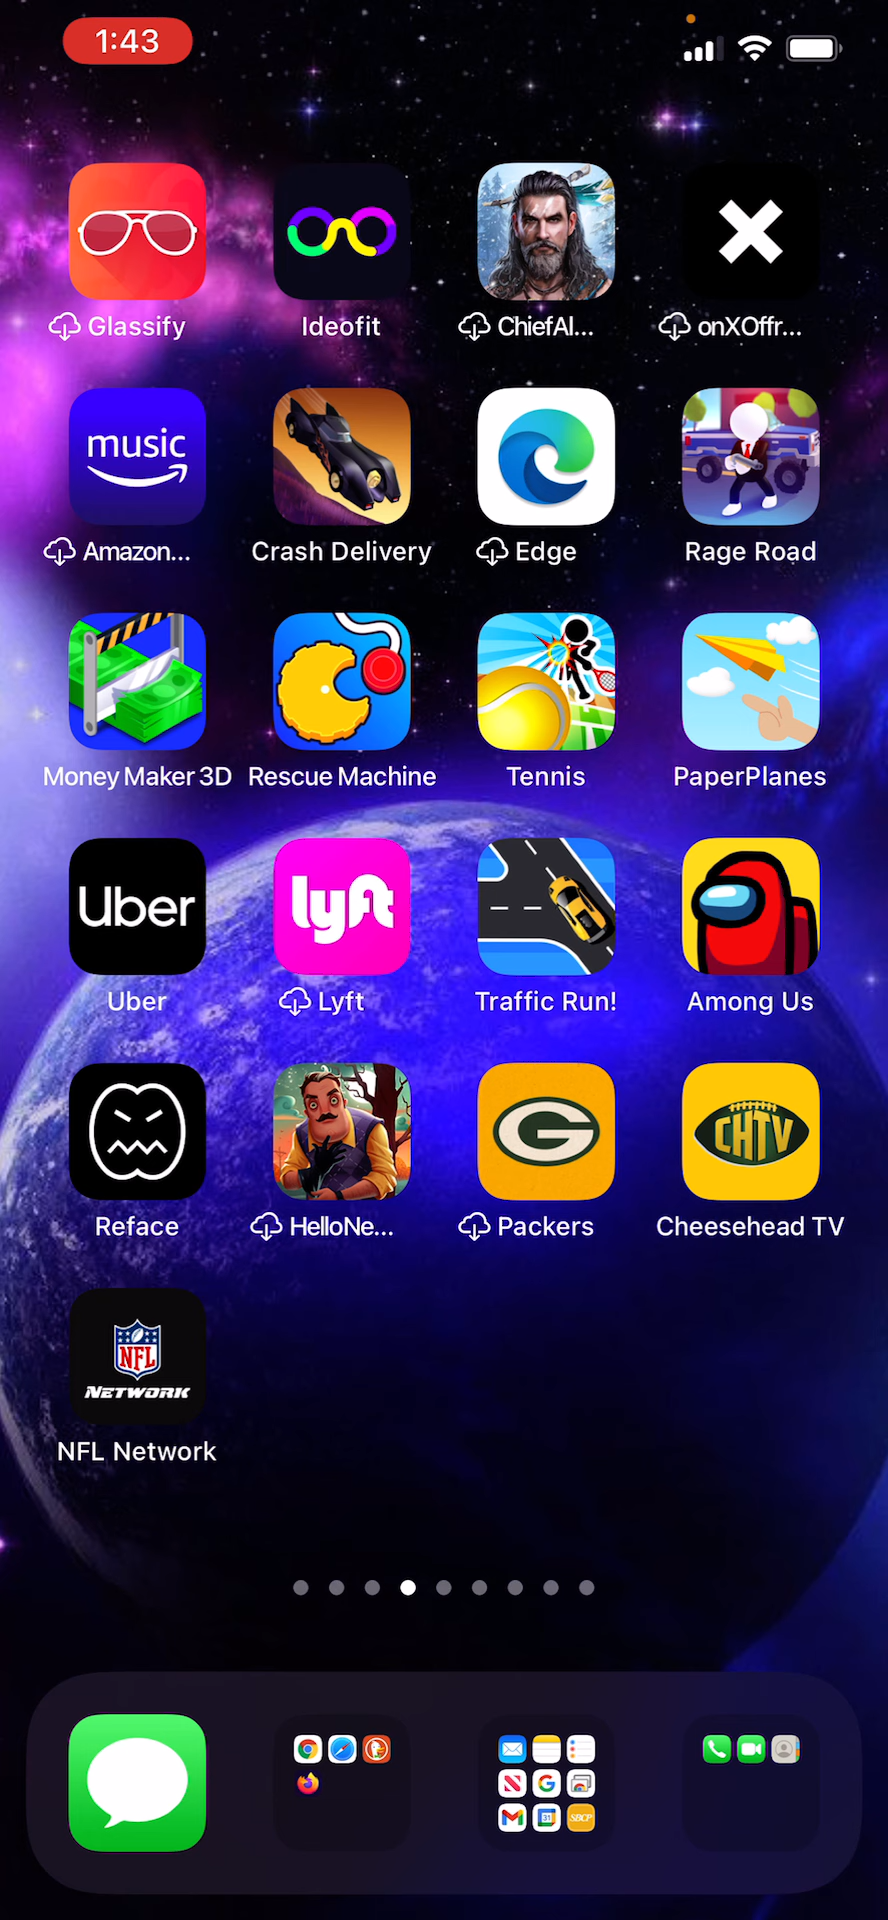 1:43
Glassify
Ideofit
ChiefAl...
onXOffr...
music
Amazon...
Crash Delivery
Edge
Rage Road
Money Maker 3D
Rescue Machine
Tennis
PaperPlanes
Uber
lyft
Uber
Lyft
Traffic Run!
Among Us
G
CHTV
Reface
HelloNe...
Packers
Cheesehead TV
NFL
NETWORK
NFL Network
31
SBCP